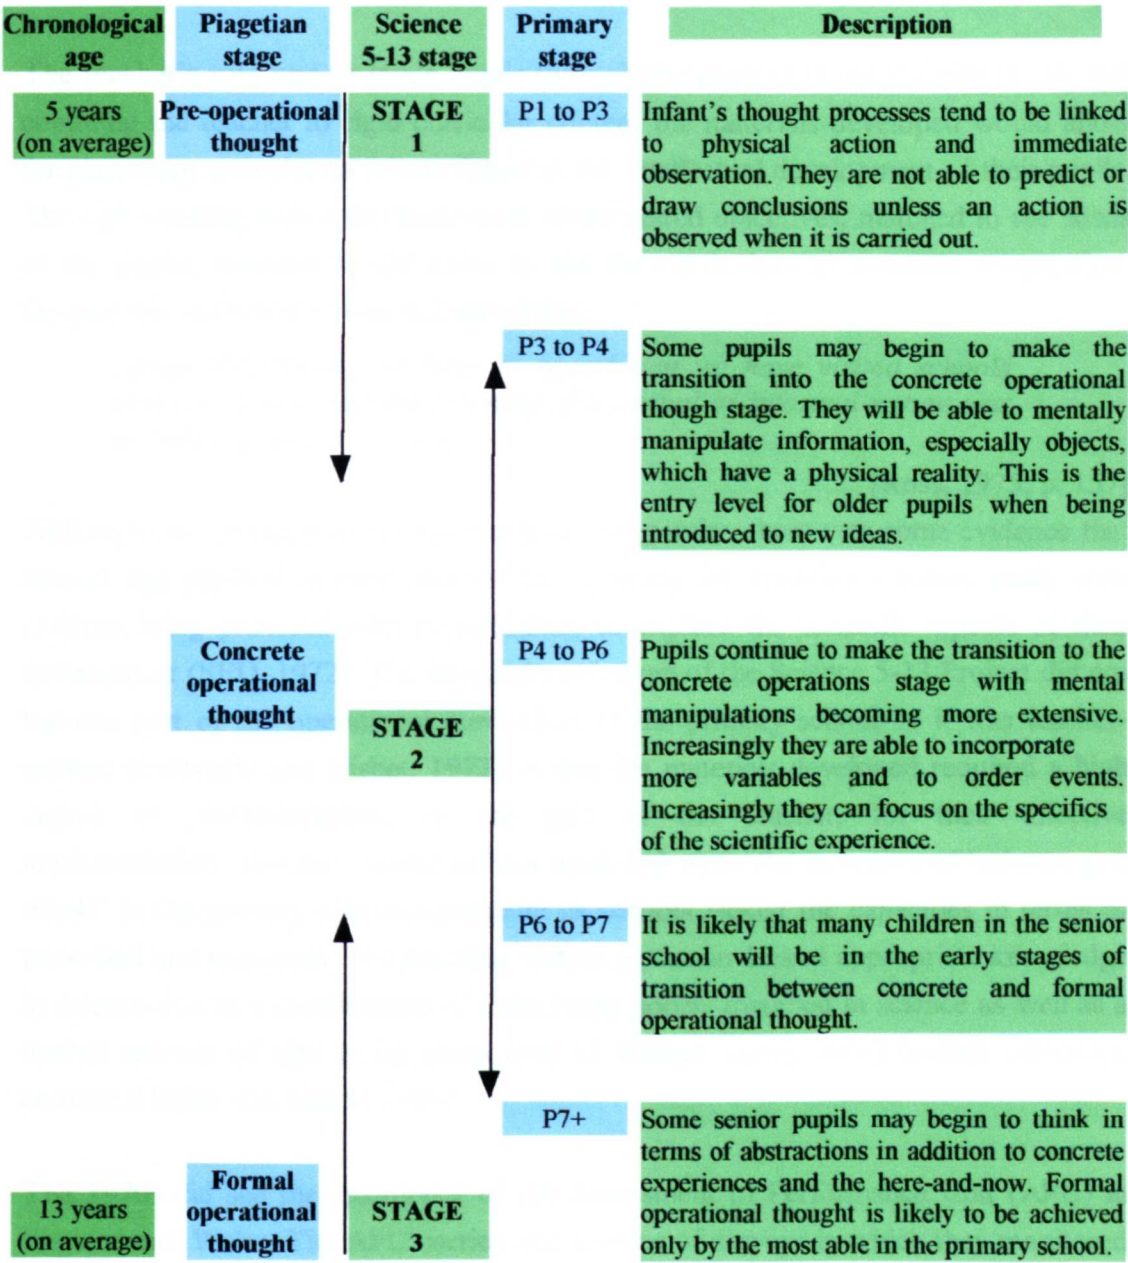 Chronological age
Piagetian stage
Science 5-13 stage
Primary stage
Description
5 years
(on average)
Pre-operational
thought
STAGE
1
P1 to P3
Infant's thought processes tend to be linked
to physical action and immediate
observation. They are not able to predict or
draw conclusions unless an action is
observed when it is carried out.
P3 to P4
Some pupils may begin to make the
transition into the concrete operational
though stage. They will be able to mentally
manipulate information, especially objects,
which have a physical reality. This is the
entry level for older pupils when being
introduced to new ideas.
Concrete
operational
thought
STAGE
2
P4 to P6
Pupils continue to make the transition to the
concrete operations stage with mental
manipulations becoming more extensive.
Increasingly they are able to incorporate
more variables and to order events.
Increasingly they can focus on the specifics
of the scientific experience.
P6 to P7
It is likely that many children in the senior
school will be in the early stages of
transition between concrete and formal
operational thought.
13 years
(on average)
Formal
operational
thought
STAGE
3
P7+
Some senior pupils may begin to think in
terms of abstractions in addition to concrete
experiences and the here-and-now. Formal
operational thought is likely to be achieved
only by the most able in the primary school.